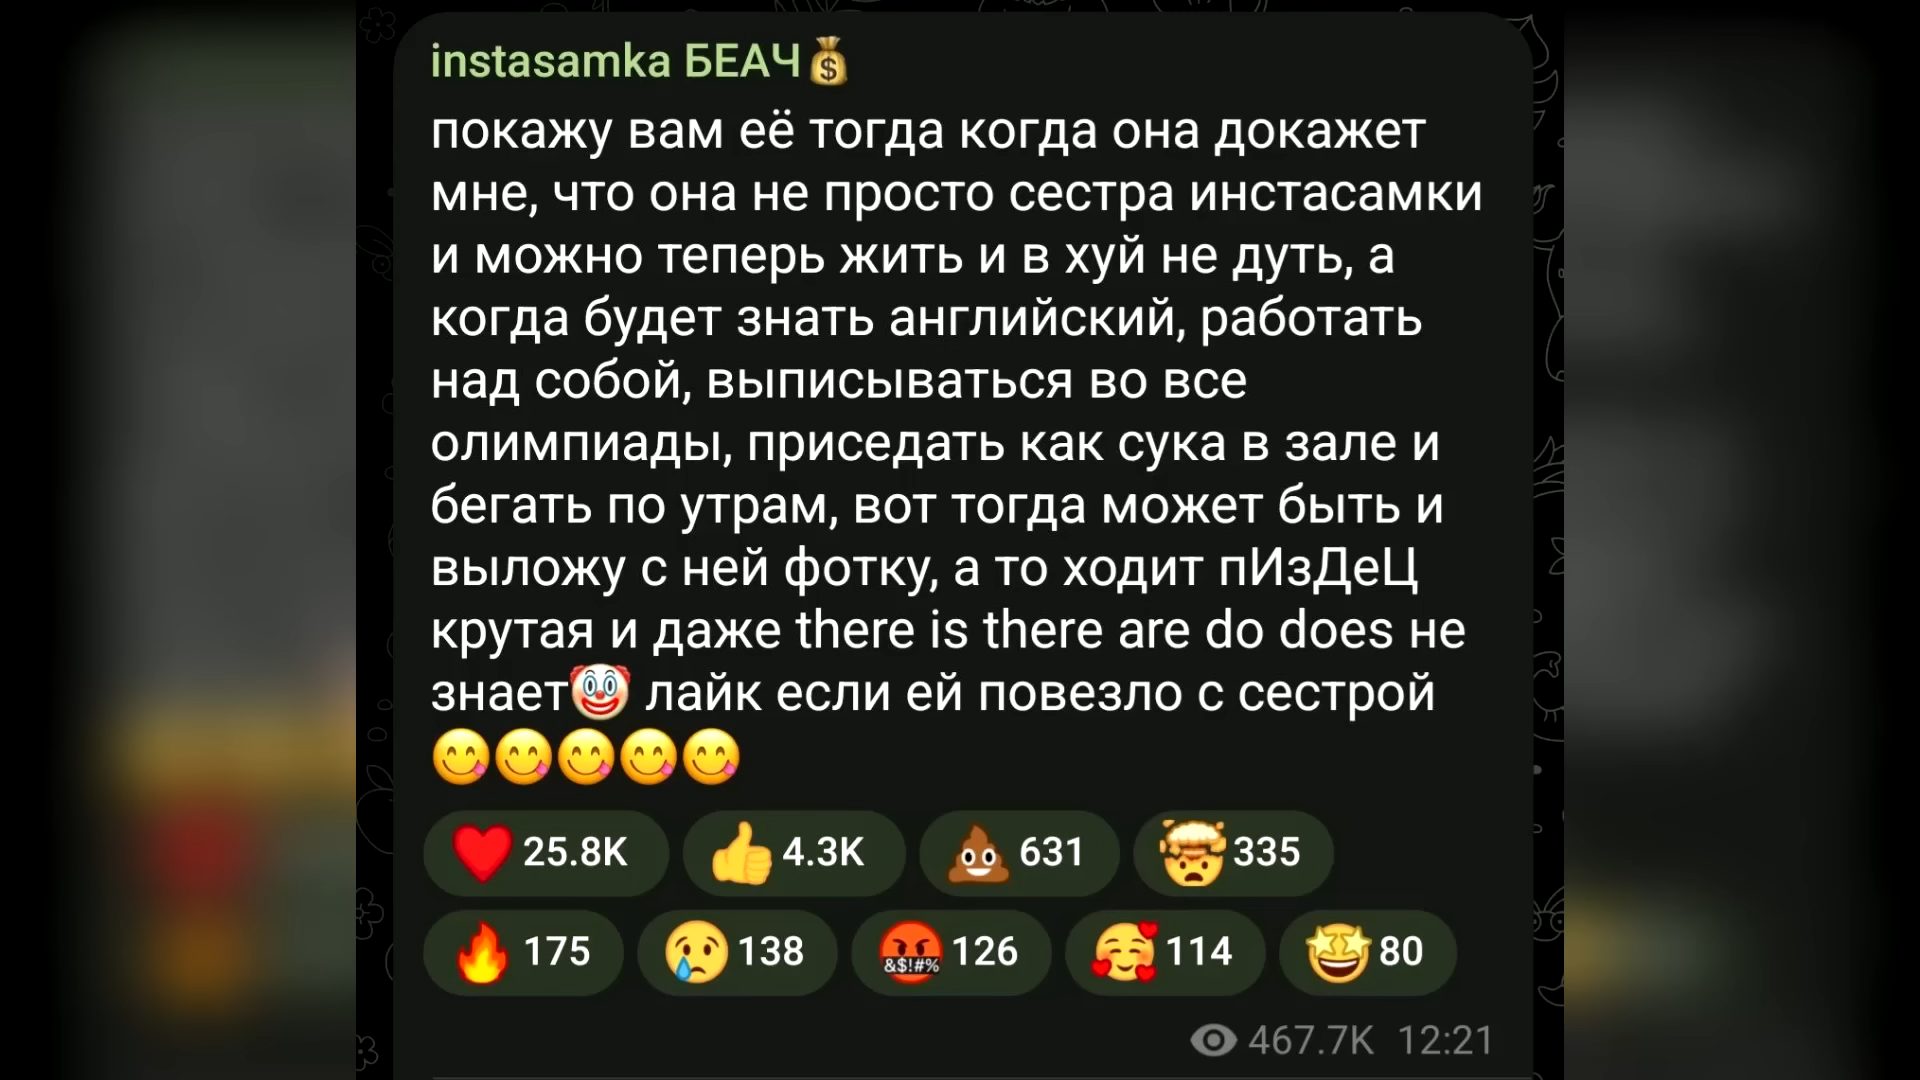 instasamka БЕАЧ💰
покажу вам её тогда когда она докажет
мне, что она не просто сестра инстасамки
и можно теперь жить и в хуй не дуть, а
когда будет знать английский, работать
над собой, выписываться во все
олимпиады, приседать как сука в зале и
бегать по утрам, вот тогда может быть и
выложу с ней фотку, а то ходит пИзДеЦ
крутая и даже there is there are do does не
знает🤡 лайк если ей повезло с сестрой
😋😋😋😋😋
❤️ 25.8K 👍 4.3K 💩 631 🤯 335
🔥 175 😢 138 🤬 126 🥰 114 🤩 80
467.7K 12:21